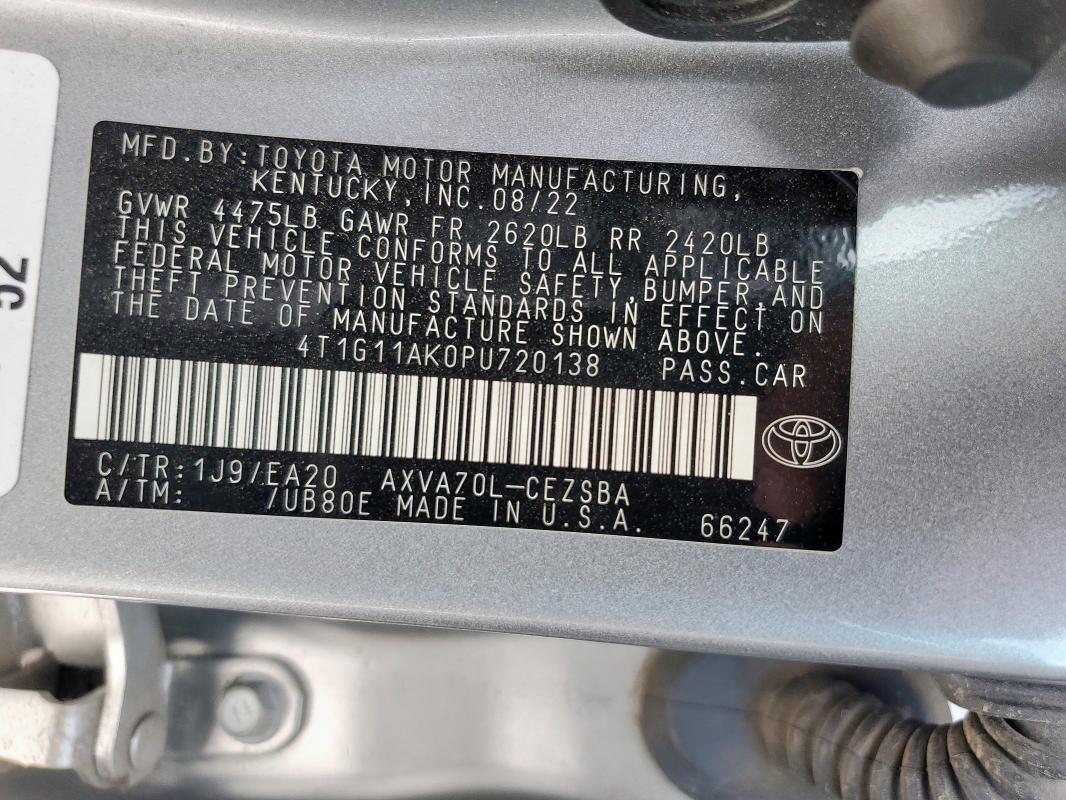 MFD.BY:TOYOTA MOTOR MANUFACTURING,
KENTUCKY,INC.08/22
GVWR 4475LB GAWR FR 2620LB RR 2420LB
THIS VEHICLE CONFORMS TO ALL APPLICABLE
FEDERAL MOTOR VEHICLE SAFETY,BUMPER,AND
THEFT PREVENTION STANDARDS IN EFFECT ON
THE DATE OF MANUFACTURE SHOWN ABOVE.
4T1G11AK0PU720138 PASS.CAR
C/TR:1J9/EA20 AXVA70L-CEZSBA
A/TM: /UB80E MADE IN U.S.A. 66247
52